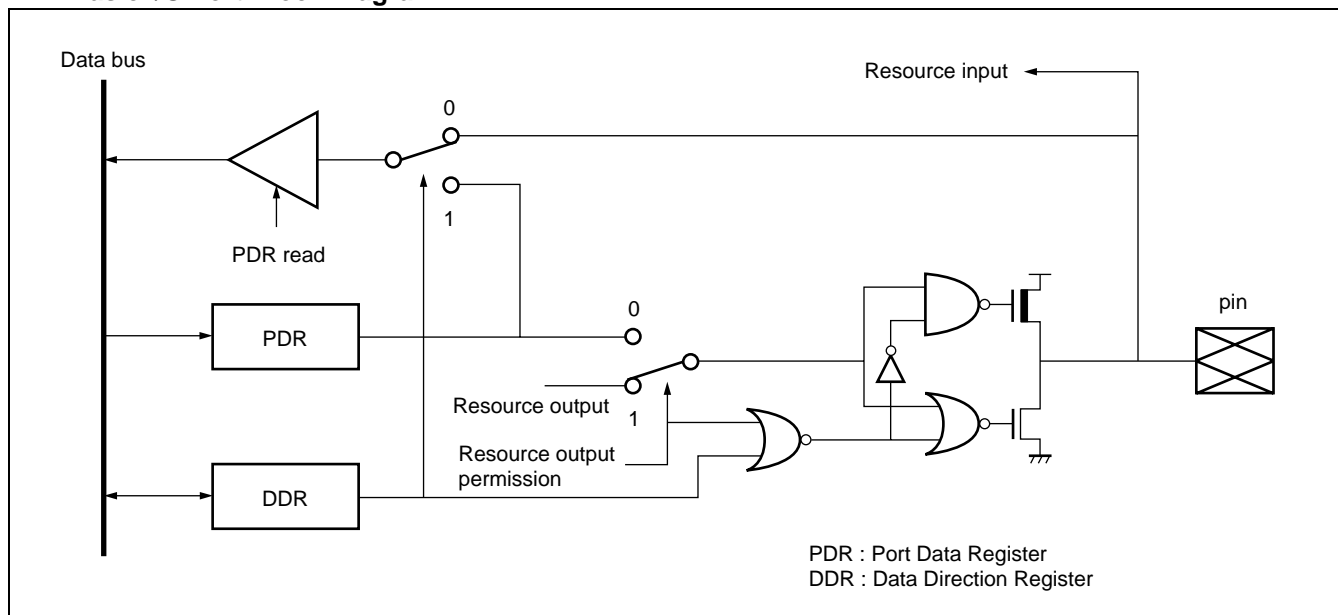 Data bus
Resource input
0
1
PDR read
pin
0
PDR
Resource output
1
Resource output
permission
DDR
PDR : Port Data Register
DDR : Data Direction Register